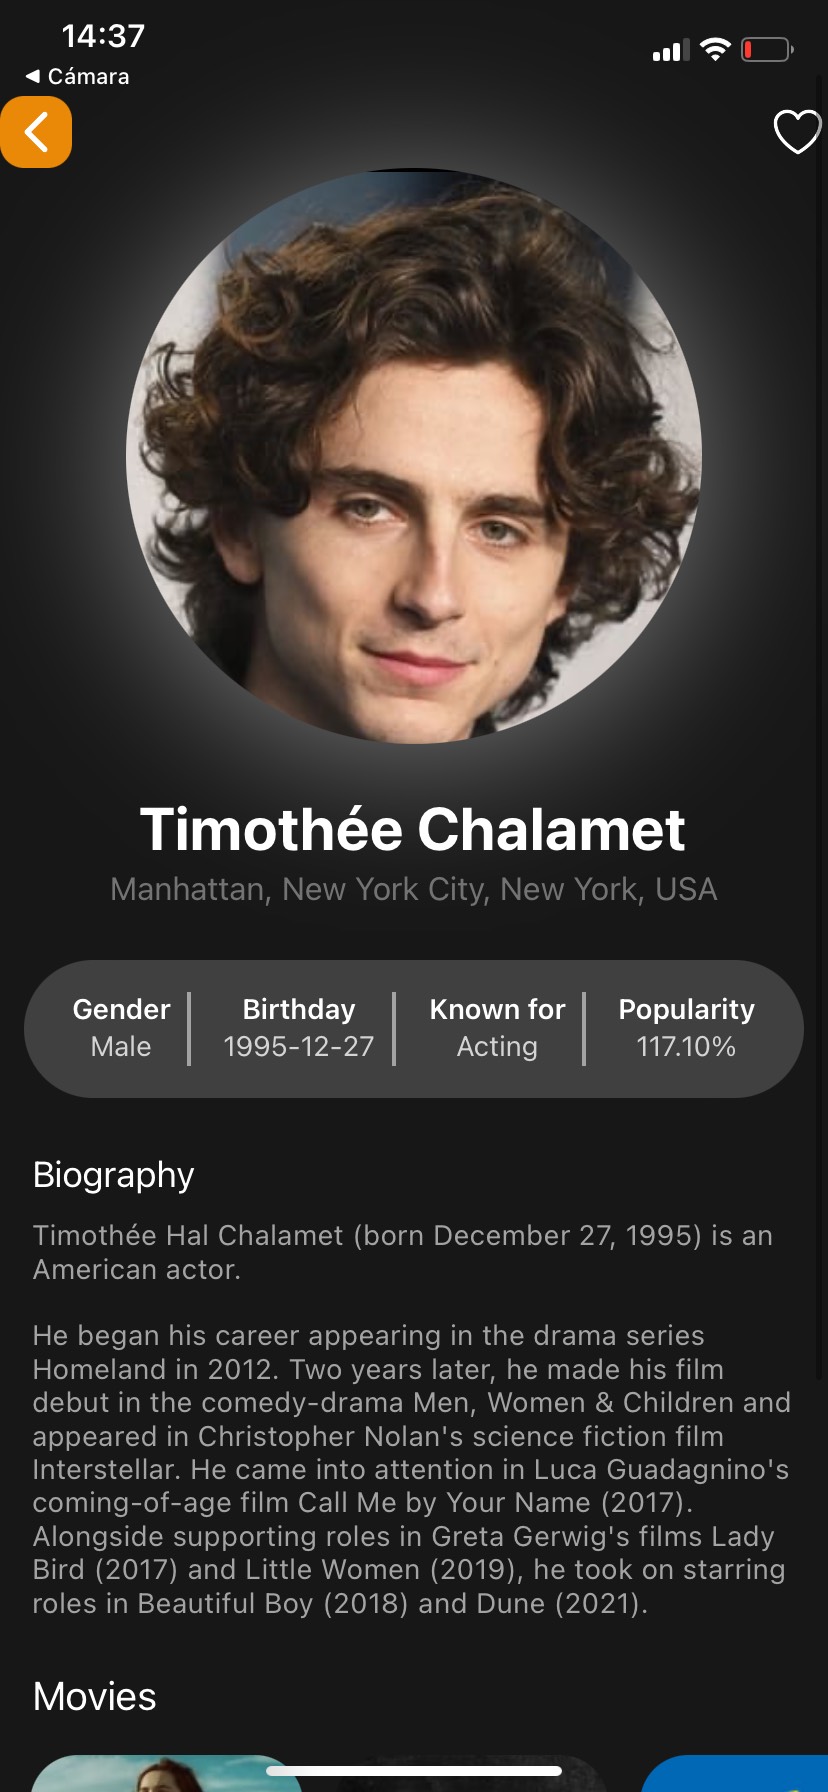 14:37
◀ Cámara
Timothée Chalamet
Manhattan, New York City, New York, USA
Gender Birthday Known for Popularity
Male 1995-12-27 Acting 117.10%
Biography
Timothée Hal Chalamet (born December 27, 1995) is an
American actor.
He began his career appearing in the drama series
Homeland in 2012. Two years later, he made his film
debut in the comedy-drama Men, Women & Children and
appeared in Christopher Nolan's science fiction film
Interstellar. He came into attention in Luca Guadagnino's
coming-of-age film Call Me by Your Name (2017).
Alongside supporting roles in Greta Gerwig's films Lady
Bird (2017) and Little Women (2019), he took on starring
roles in Beautiful Boy (2018) and Dune (2021).
Movies